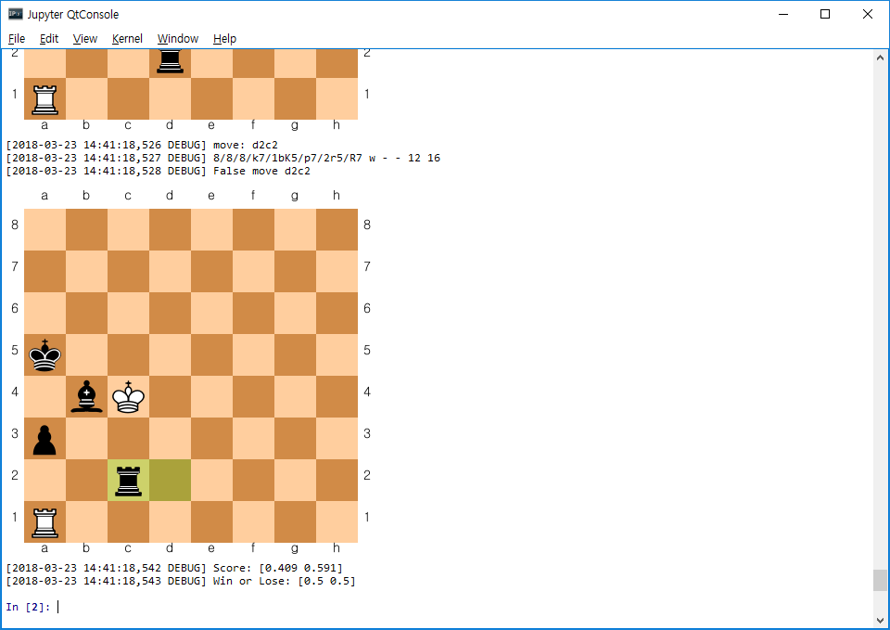 Jupyter QtConsole
File Edit View Kernel Window Help
2 2
1 1
a b c d e f g h
[2018-03-23 14:41:18,526 DEBUG] move: d2c2
[2018-03-23 14:41:18,527 DEBUG] 8/8/8/k7/1bK5/p7/2r5/R7 w - - 12 16
[2018-03-23 14:41:18,528 DEBUG] False move d2c2
a b c d e f g h
8 8
7 7
6 6
5 5
4 4
3 3
2 2
1 1
a b c d e f g h
[2018-03-23 14:41:18,542 DEBUG] Score: [0.409 0.591]
[2018-03-23 14:41:18,543 DEBUG] Win or Lose: [0.5 0.5]
In [2]: